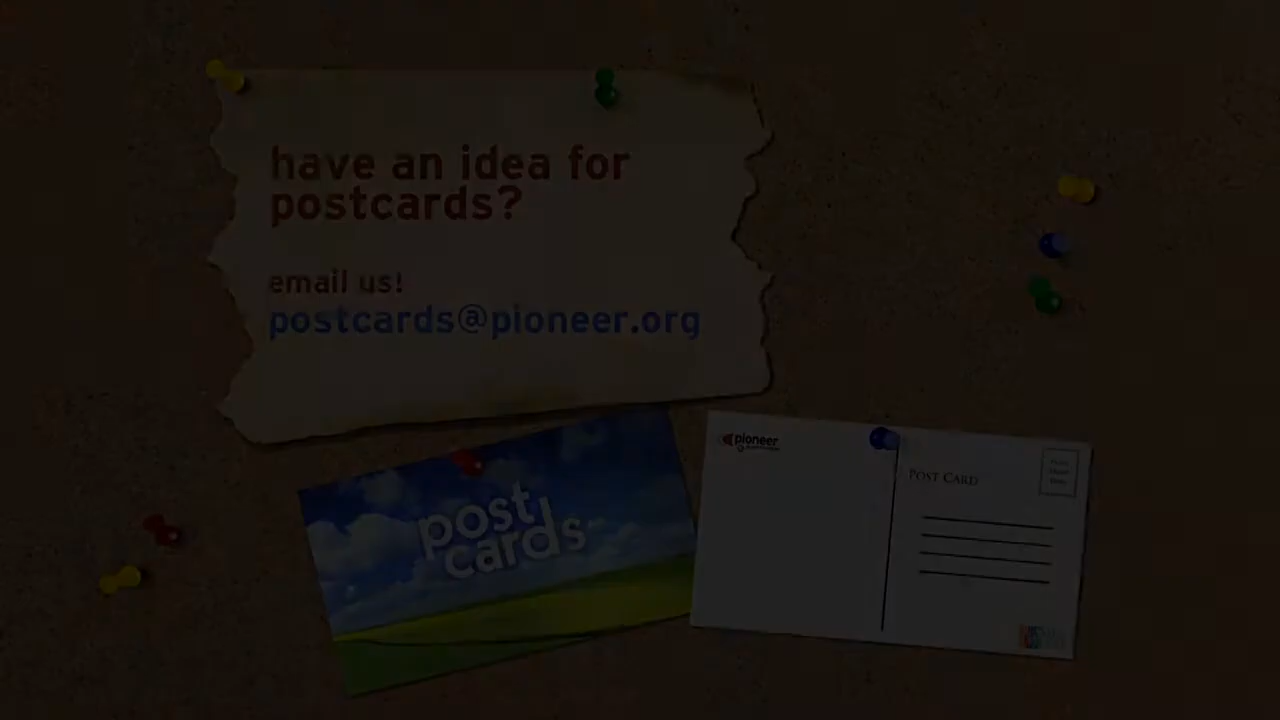 have an idea for
postcards?
email us!
postcards@pioneer.org
post
cards
pioneer
POST CARD